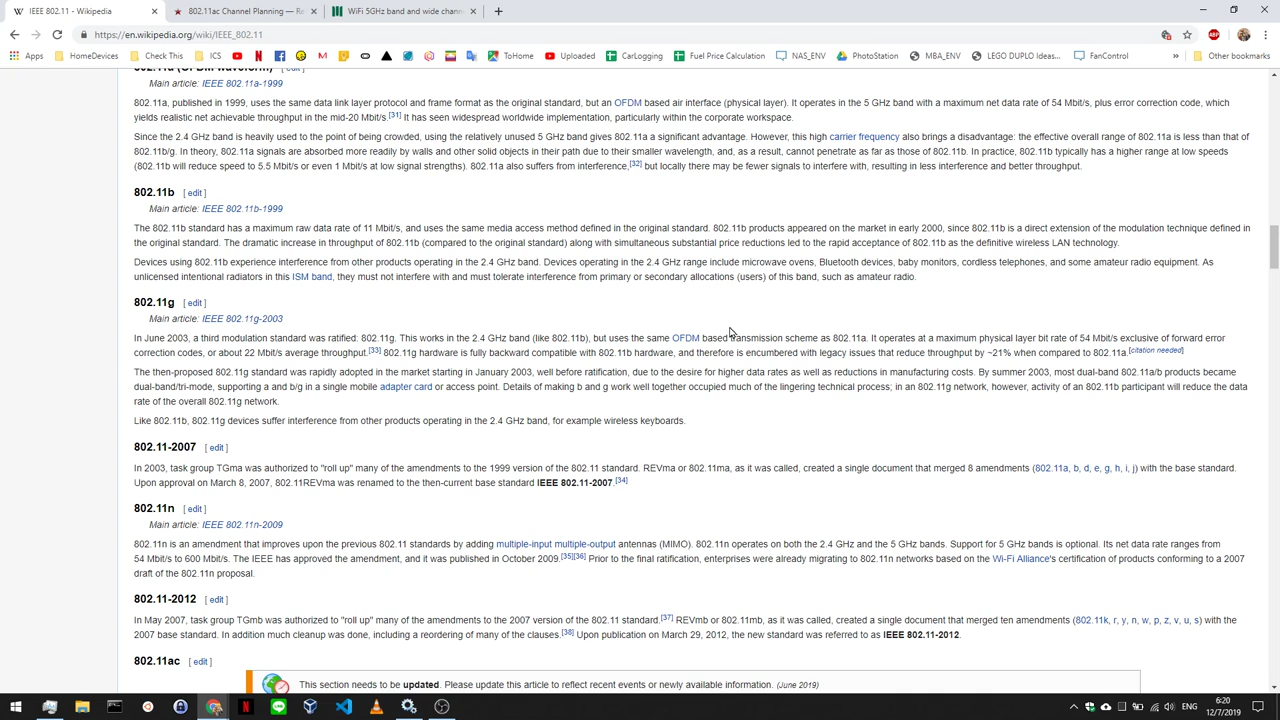 IEEE 802.11 - Wikipedia
802.11ac Channel Planning — Re
WiFi 5GHz band and wide chann
https://en.wikipedia.org/wiki/IEEE_802.11
Apps HomeDevices Check This ICS ToHome Uploaded CarLogging Fuel Price Calculation NAS_ENV PhotoStation MBA_ENV LEGO DUPLO Ideas... FanControl » Other bookmarks
802.11a (OFDM waveform) [ edit ]
Main article: IEEE 802.11a-1999
802.11a, published in 1999, uses the same data link layer protocol and frame format as the original standard, but an OFDM based air interface (physical layer). It operates in the 5 GHz band with a maximum net data rate of 54 Mbit/s, plus error correction code, which
yields realistic net achievable throughput in the mid-20 Mbit/s.[31] It has seen widespread worldwide implementation, particularly within the corporate workspace.
Since the 2.4 GHz band is heavily used to the point of being crowded, using the relatively unused 5 GHz band gives 802.11a a significant advantage. However, this high carrier frequency also brings a disadvantage: the effective overall range of 802.11a is less than that of
802.11b/g. In theory, 802.11a signals are absorbed more readily by walls and other solid objects in their path due to their smaller wavelength, and, as a result, cannot penetrate as far as those of 802.11b. In practice, 802.11b typically has a higher range at low speeds
(802.11b will reduce speed to 5.5 Mbit/s or even 1 Mbit/s at low signal strengths). 802.11a also suffers from interference,[32] but locally there may be fewer signals to interfere with, resulting in less interference and better throughput.
802.11b [ edit ]
Main article: IEEE 802.11b-1999
The 802.11b standard has a maximum raw data rate of 11 Mbit/s, and uses the same media access method defined in the original standard. 802.11b products appeared on the market in early 2000, since 802.11b is a direct extension of the modulation technique defined in
the original standard. The dramatic increase in throughput of 802.11b (compared to the original standard) along with simultaneous substantial price reductions led to the rapid acceptance of 802.11b as the definitive wireless LAN technology.
Devices using 802.11b experience interference from other products operating in the 2.4 GHz band. Devices operating in the 2.4 GHz range include microwave ovens, Bluetooth devices, baby monitors, cordless telephones, and some amateur radio equipment. As
unlicensed intentional radiators in this ISM band, they must not interfere with and must tolerate interference from primary or secondary allocations (users) of this band, such as amateur radio.
802.11g [ edit ]
Main article: IEEE 802.11g-2003
In June 2003, a third modulation standard was ratified: 802.11g. This works in the 2.4 GHz band (like 802.11b), but uses the same OFDM based transmission scheme as 802.11a. It operates at a maximum physical layer bit rate of 54 Mbit/s exclusive of forward error
correction codes, or about 22 Mbit/s average throughput.[33] 802.11g hardware is fully backward compatible with 802.11b hardware, and therefore is encumbered with legacy issues that reduce throughput by ~21% when compared to 802.11a.[citation needed]
The then-proposed 802.11g standard was rapidly adopted in the market starting in January 2003, well before ratification, due to the desire for higher data rates as well as reductions in manufacturing costs. By summer 2003, most dual-band 802.11a/b products became
dual-band/tri-mode, supporting a and b/g in a single mobile adapter card or access point. Details of making b and g work well together occupied much of the lingering technical process; in an 802.11g network, however, activity of an 802.11b participant will reduce the data
rate of the overall 802.11g network.
Like 802.11b, 802.11g devices suffer interference from other products operating in the 2.4 GHz band, for example wireless keyboards.
802.11-2007 [ edit ]
In 2003, task group TGma was authorized to "roll up" many of the amendments to the 1999 version of the 802.11 standard. REVma or 802.11ma, as it was called, created a single document that merged 8 amendments (802.11a, b, d, e, g, h, i, j) with the base standard.
Upon approval on March 8, 2007, 802.11REVma was renamed to the then-current base standard IEEE 802.11-2007.[34]
802.11n [ edit ]
Main article: IEEE 802.11n-2009
802.11n is an amendment that improves upon the previous 802.11 standards by adding multiple-input multiple-output antennas (MIMO). 802.11n operates on both the 2.4 GHz and the 5 GHz bands. Support for 5 GHz bands is optional. Its net data rate ranges from
54 Mbit/s to 600 Mbit/s. The IEEE has approved the amendment, and it was published in October 2009.[35][36] Prior to the final ratification, enterprises were already migrating to 802.11n networks based on the Wi-Fi Alliance's certification of products conforming to a 2007
draft of the 802.11n proposal.
802.11-2012 [ edit ]
In May 2007, task group TGmb was authorized to "roll up" many of the amendments to the 2007 version of the 802.11 standard.[37] REVmb or 802.11mb, as it was called, created a single document that merged ten amendments (802.11k, r, y, n, w, p, z, v, u, s) with the
2007 base standard. In addition much cleanup was done, including a reordering of many of the clauses.[38] Upon publication on March 29, 2012, the new standard was referred to as IEEE 802.11-2012.
802.11ac [ edit ]
This section needs to be updated. Please update this article to reflect recent events or newly available information. (June 2019)
ENG
6:20
12/7/2019